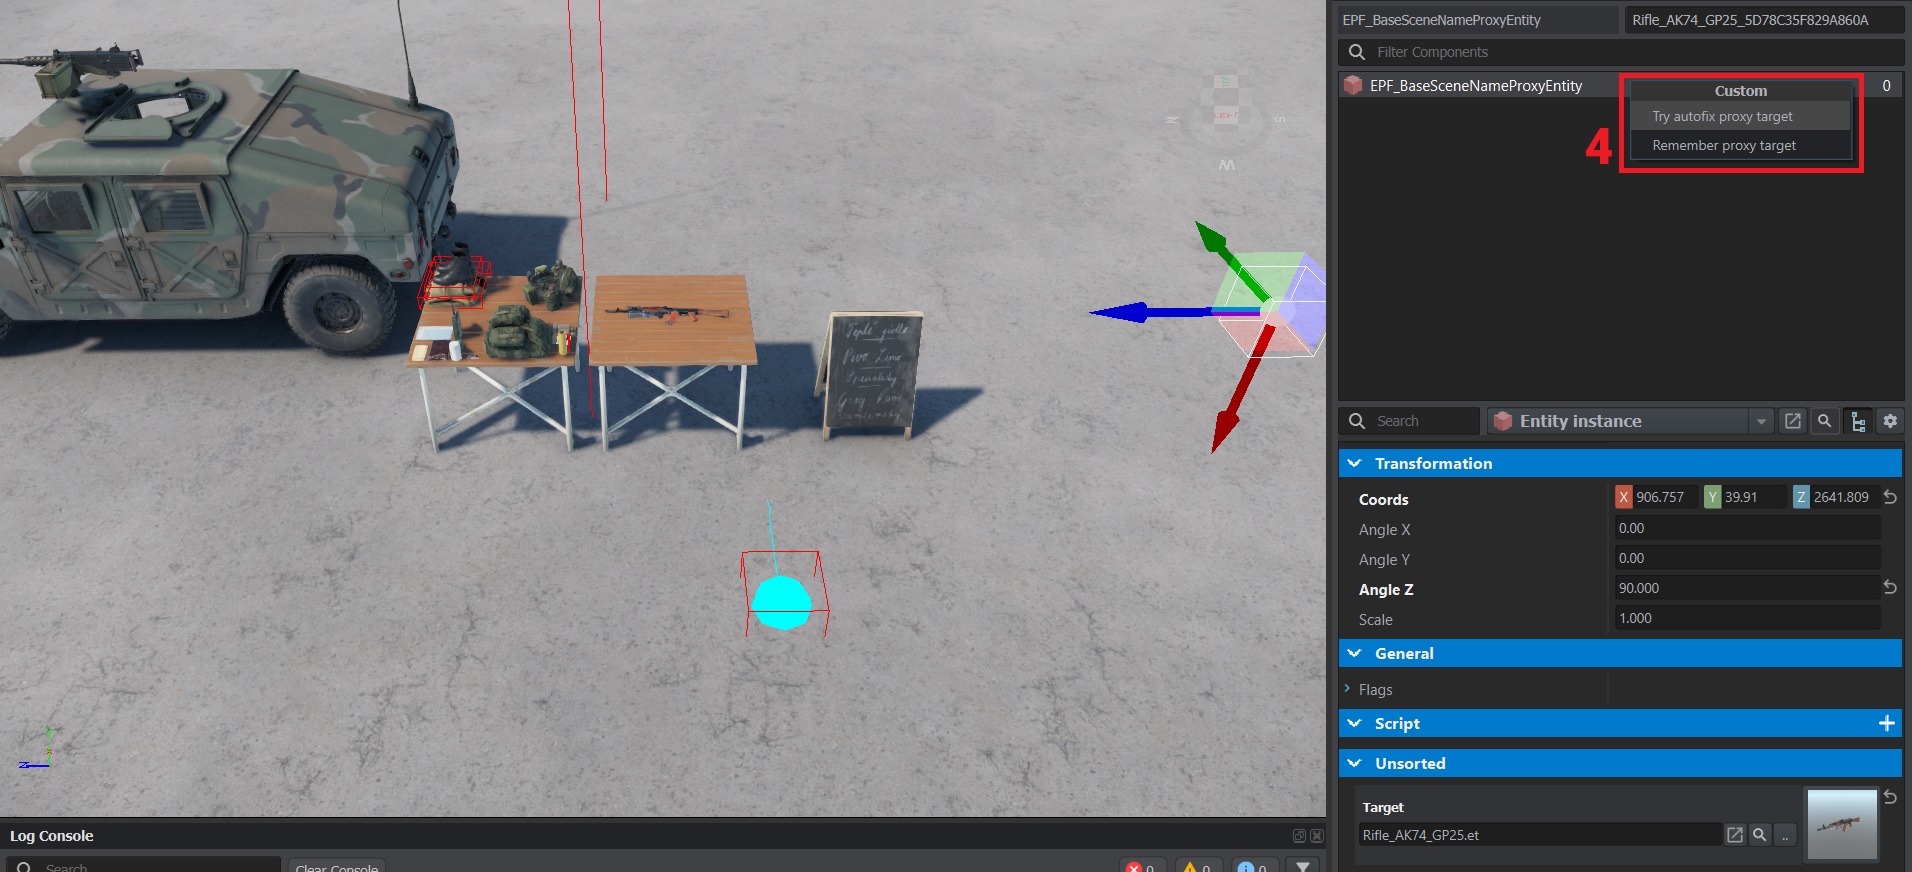 EPF_BaseSceneNameProxyEntity
Rifle_AK74_GP25_5D78C35F829A860A
Filter Components
EPF_BaseSceneNameProxyEntity
0
Custom
Try autofix proxy target
Remember proxy target
4
LEFT
N
S
Search
Entity instance
Transformation
Coords
X 906.757 Y 39.91 Z 2641.809
Angle X
0.00
Angle Y
0.00
Angle Z
90.000
Scale
1.000
General
Flags
Script
Unsorted
Target
Rifle_AK74_GP25.et
..
Log Console
Search
Clear Console
0
0
0